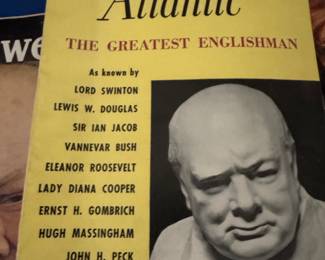 we
Atlantic
THE GREATEST ENGLISHMAN
As known by
LORD SWINTON
LEWIS W. DOUGLAS
SIR IAN JACOB
VANNEVAR BUSH
ELEANOR ROOSEVELT
LADY DIANA COOPER
ERNST H. GOMBRICH
HUGH MASSINGHAM
JOHN H. PECK